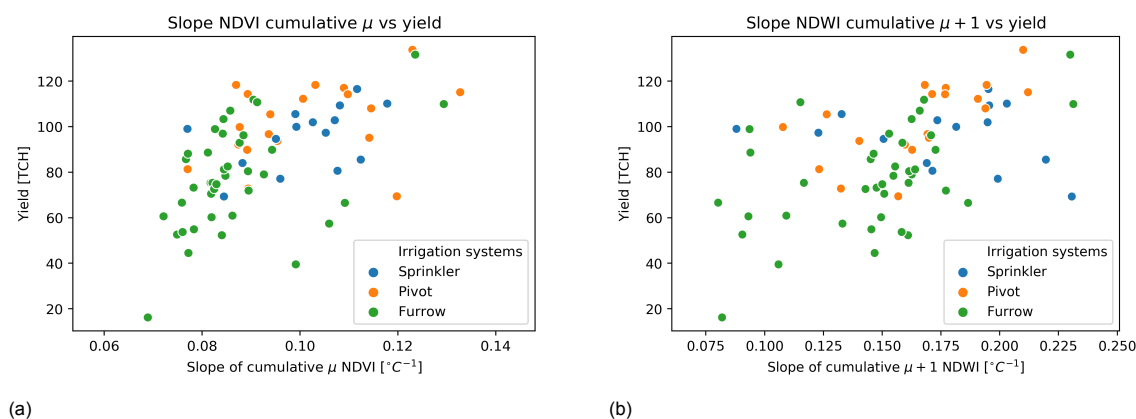 Slope NDVI cumulative μ vs yield
Yield [TCH]
120
100
80
60
40
20
Irrigation systems
Sprinkler
Pivot
Furrow
0.06 0.08 0.10 0.12 0.14
Slope of cumulative μ NDVI [°C⁻¹]
(a)
Slope NDWI cumulative μ + 1 vs yield
Yield [TCH]
120
100
80
60
40
20
Irrigation systems
Sprinkler
Pivot
Furrow
0.075 0.100 0.125 0.150 0.175 0.200 0.225 0.250
Slope of cumulative μ + 1 NDWI [°C⁻¹]
(b)